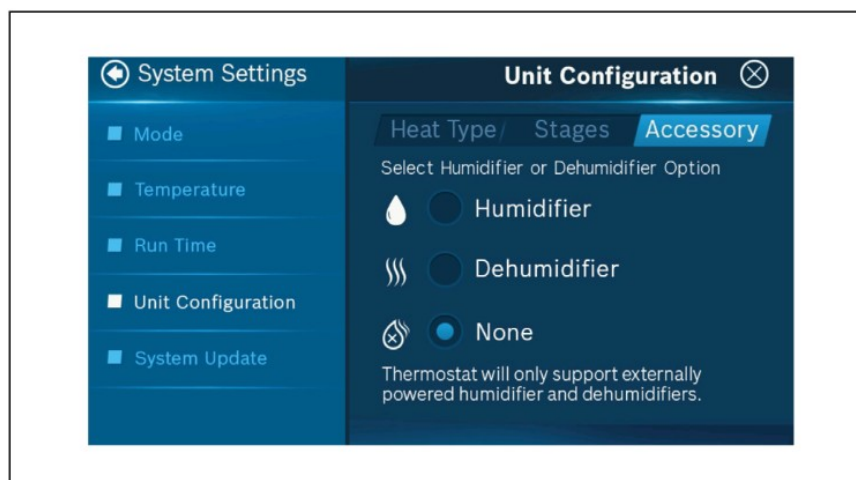 System Settings
Mode
Temperature
Run Time
Unit Configuration
System Update
Unit Configuration
Heat Type / Stages Accessory
Select Humidifier or Dehumidifier Option
Humidifier
Dehumidifier
None
Thermostat will only support externally
powered humidifier and dehumidifiers.